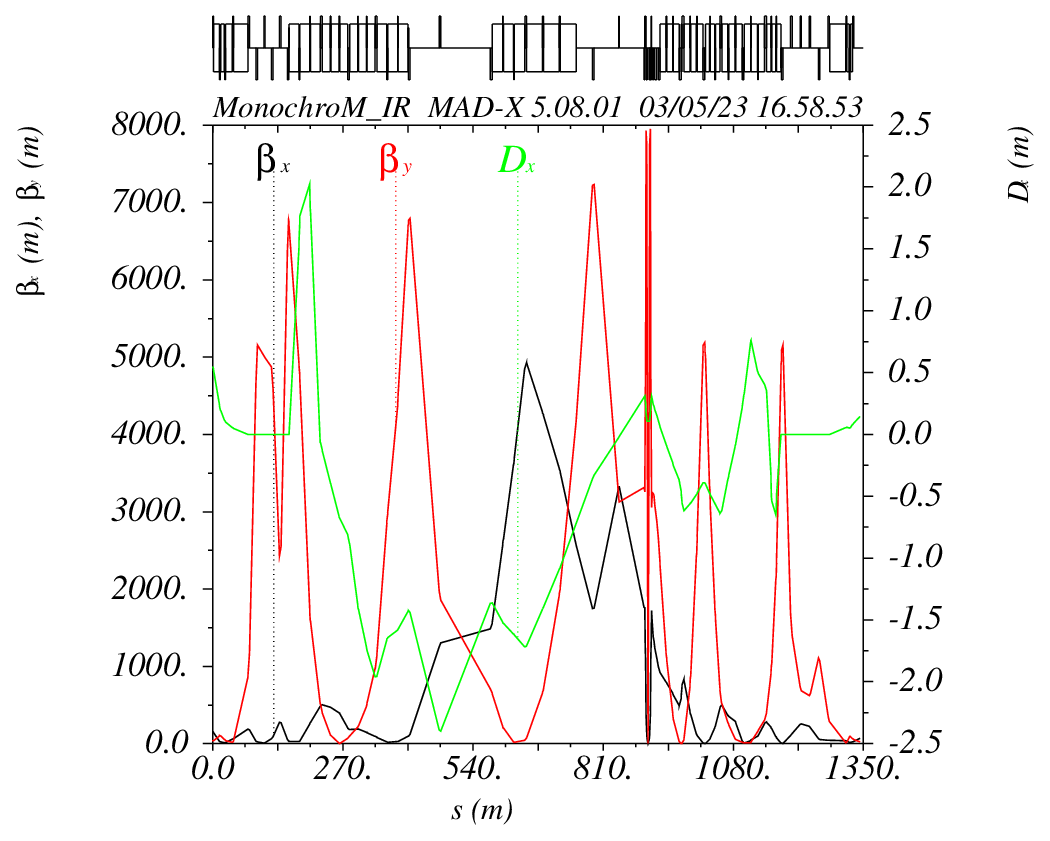 MonochroM_IR MAD-X 5.08.01 03/05/23 16.58.53
8000.
7000.
6000.
5000.
4000.
3000.
2000.
1000.
0.0
βx (m), βy (m)
βx
βy
Dx
2.5
2.0
1.5
1.0
0.5
0.0
-0.5
-1.0
-1.5
-2.0
-2.5
Dx (m)
0.0 270. 540. 810. 1080. 1350.
s (m)